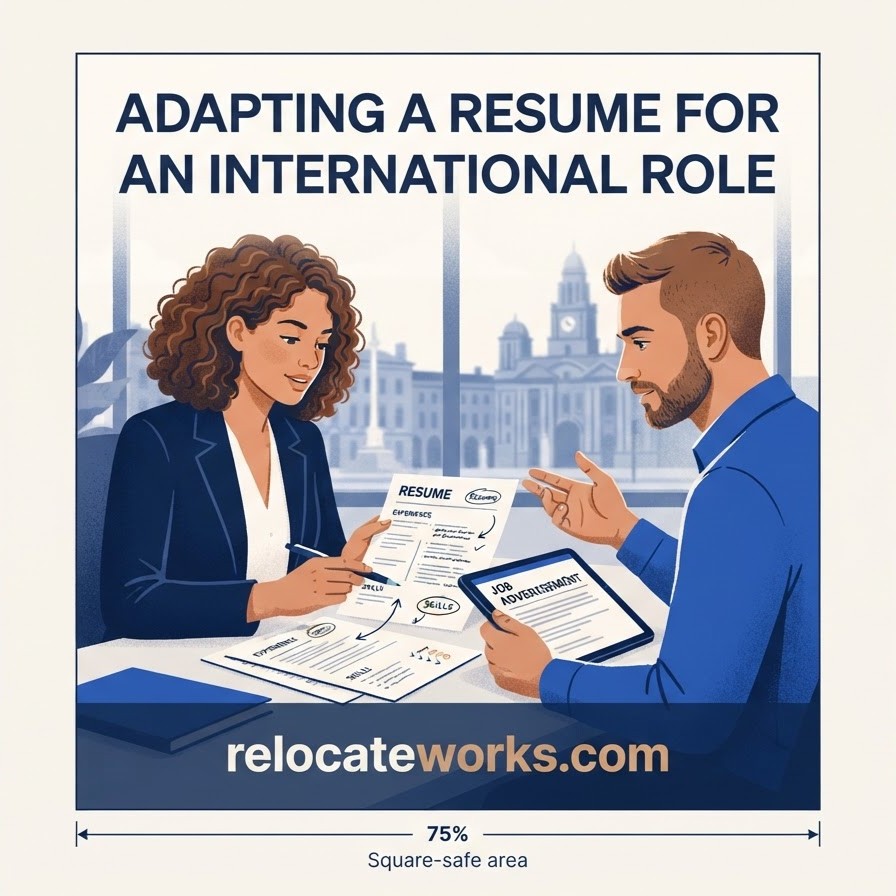 ADAPTING A RESUME FOR
AN INTERNATIONAL ROLE
RESUME
SKILLS
JOB
ADVERTISEMENT
relocateworks.com
75%
Square-safe area